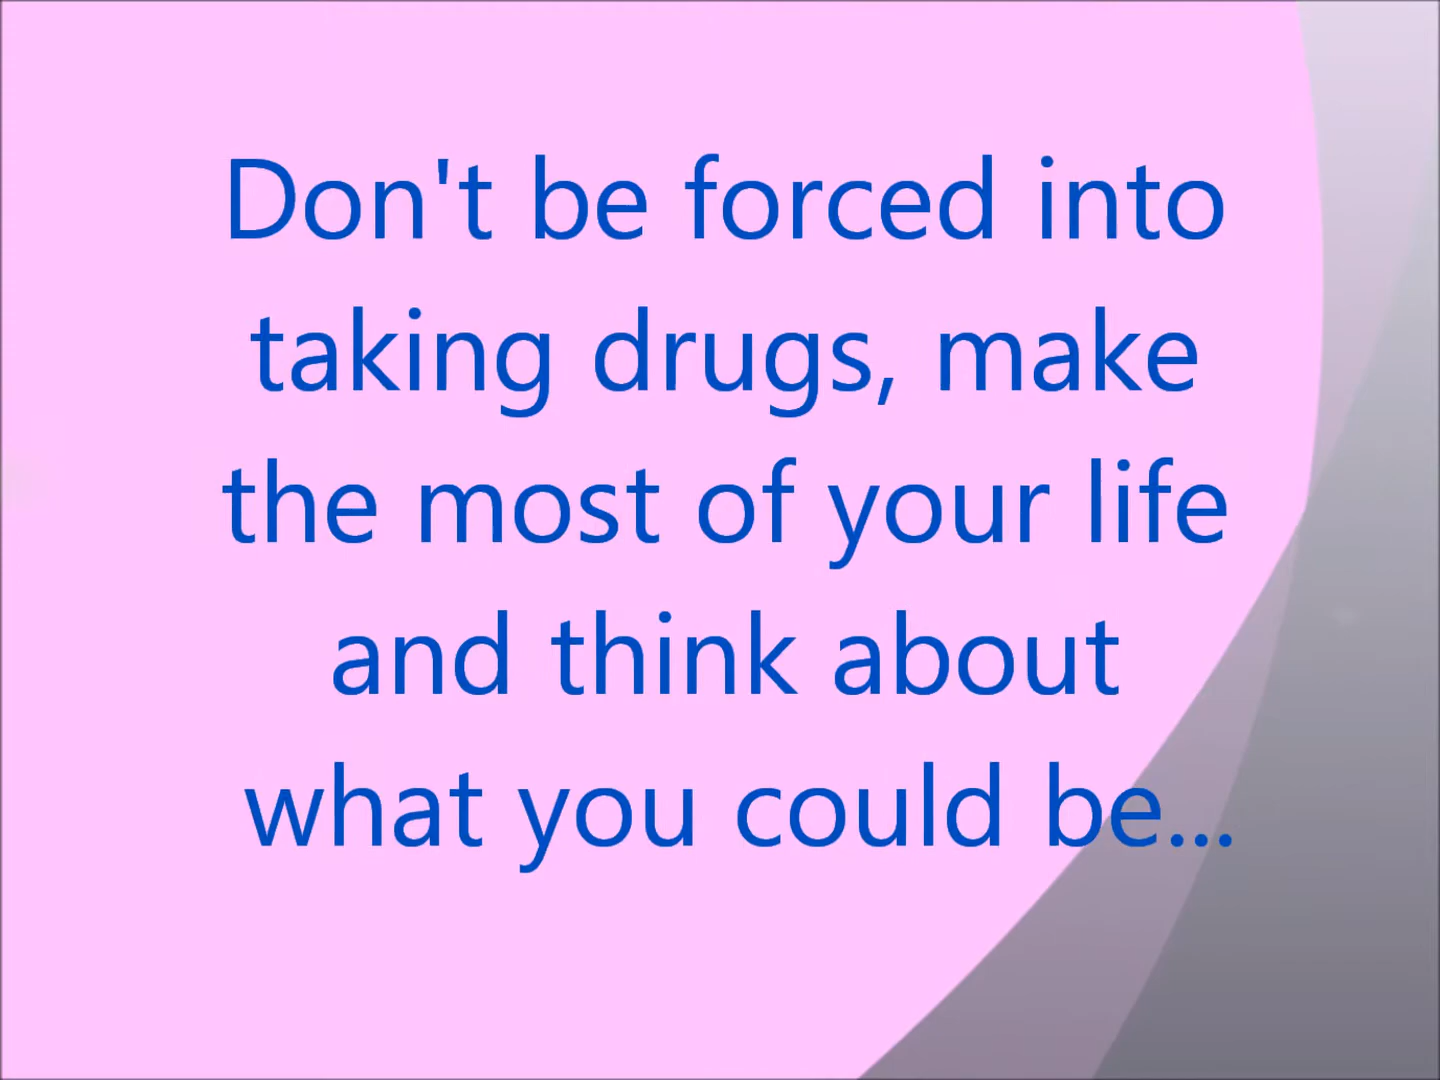 Don't be forced into
taking drugs, make
the most of your life
and think about
what you could be...